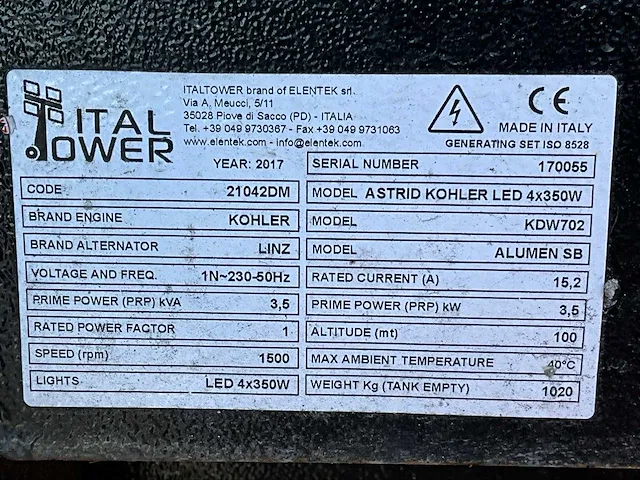 ITAL
TOWER
ITALTOWER brand of ELENTEK srl.
Via A, Meucci, 5/11
35028 Piove di Sacco (PD) - ITALIA
Tel. +39 049 9730367 - Fax +39 049 9731063
www.elentek.com - info@elentek.com
CE
MADE IN ITALY
GENERATING SET ISO 8528
YEAR: 2017
SERIAL NUMBER 170055
CODE 21042DM
MODEL ASTRID KOHLER LED 4x350W
BRAND ENGINE KOHLER
MODEL KDW702
BRAND ALTERNATOR LINZ
MODEL ALUMEN SB
VOLTAGE AND FREQ. 1N~230-50Hz
RATED CURRENT (A) 15,2
PRIME POWER (PRP) kVA 3,5
PRIME POWER (PRP) kW 3,5
RATED POWER FACTOR 1
ALTITUDE (mt) 100
SPEED (rpm) 1500
MAX AMBIENT TEMPERATURE 40°C
LIGHTS LED 4x350W
WEIGHT Kg (TANK EMPTY) 1020